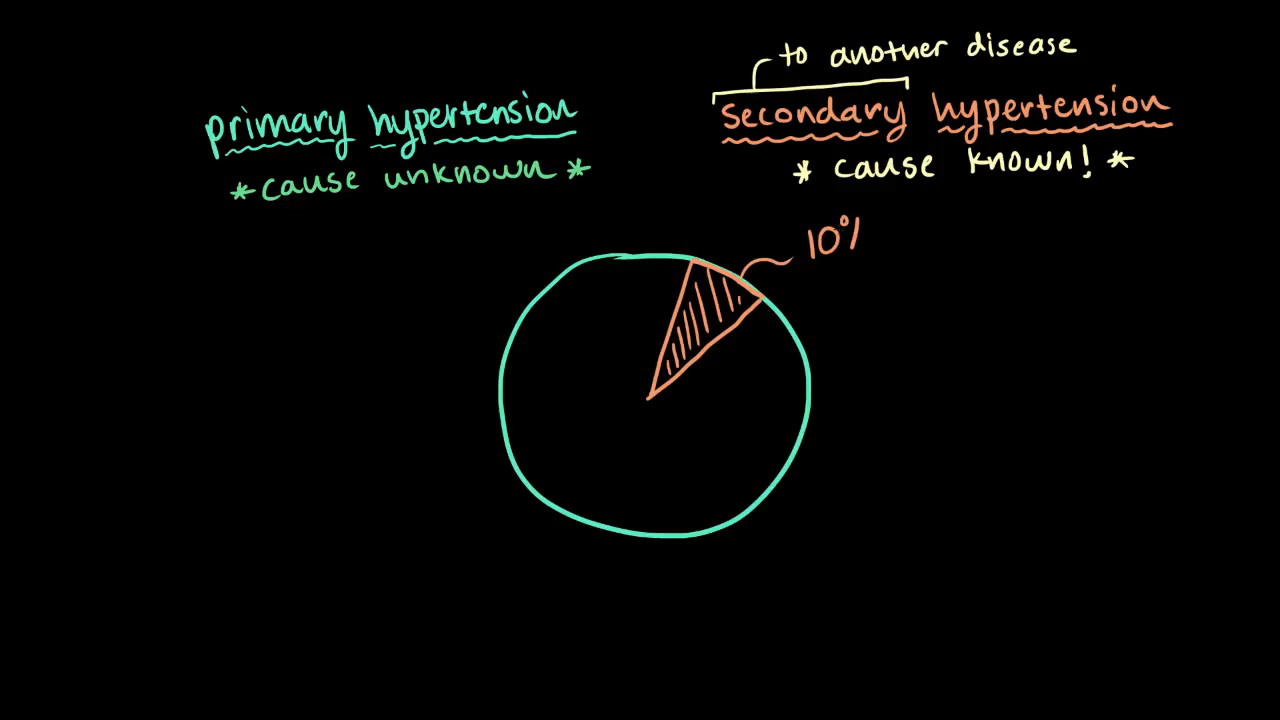 primary hypertension
*cause unknown*
to another disease
secondary hypertension
* cause known! *
10%